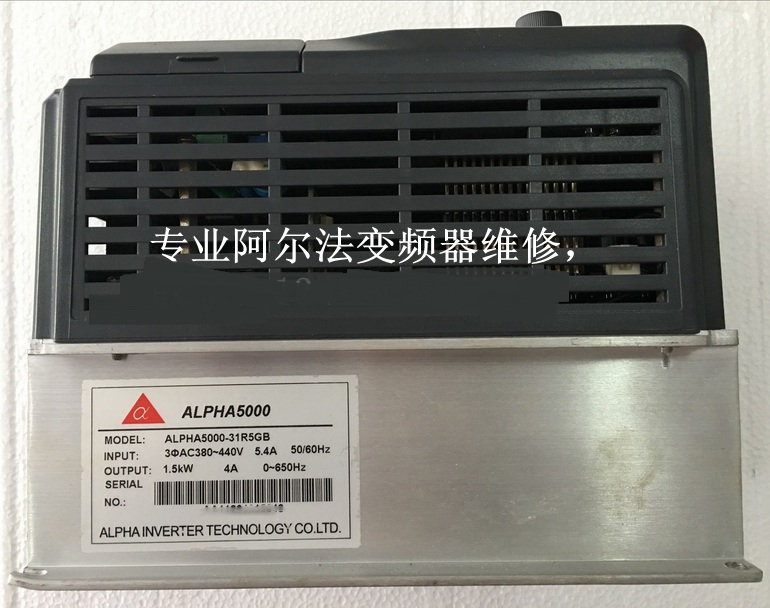 专业阿尔法变频器维修，
α
ALPHA5000
MODEL: ALPHA5000-31R5GB
INPUT: 3ΦAC380~440V 5.4A 50/60Hz
OUTPUT: 1.5kW 4A 0~650Hz
SERIAL
NO.:
ALPHA INVERTER TECHNOLOGY CO.LTD.